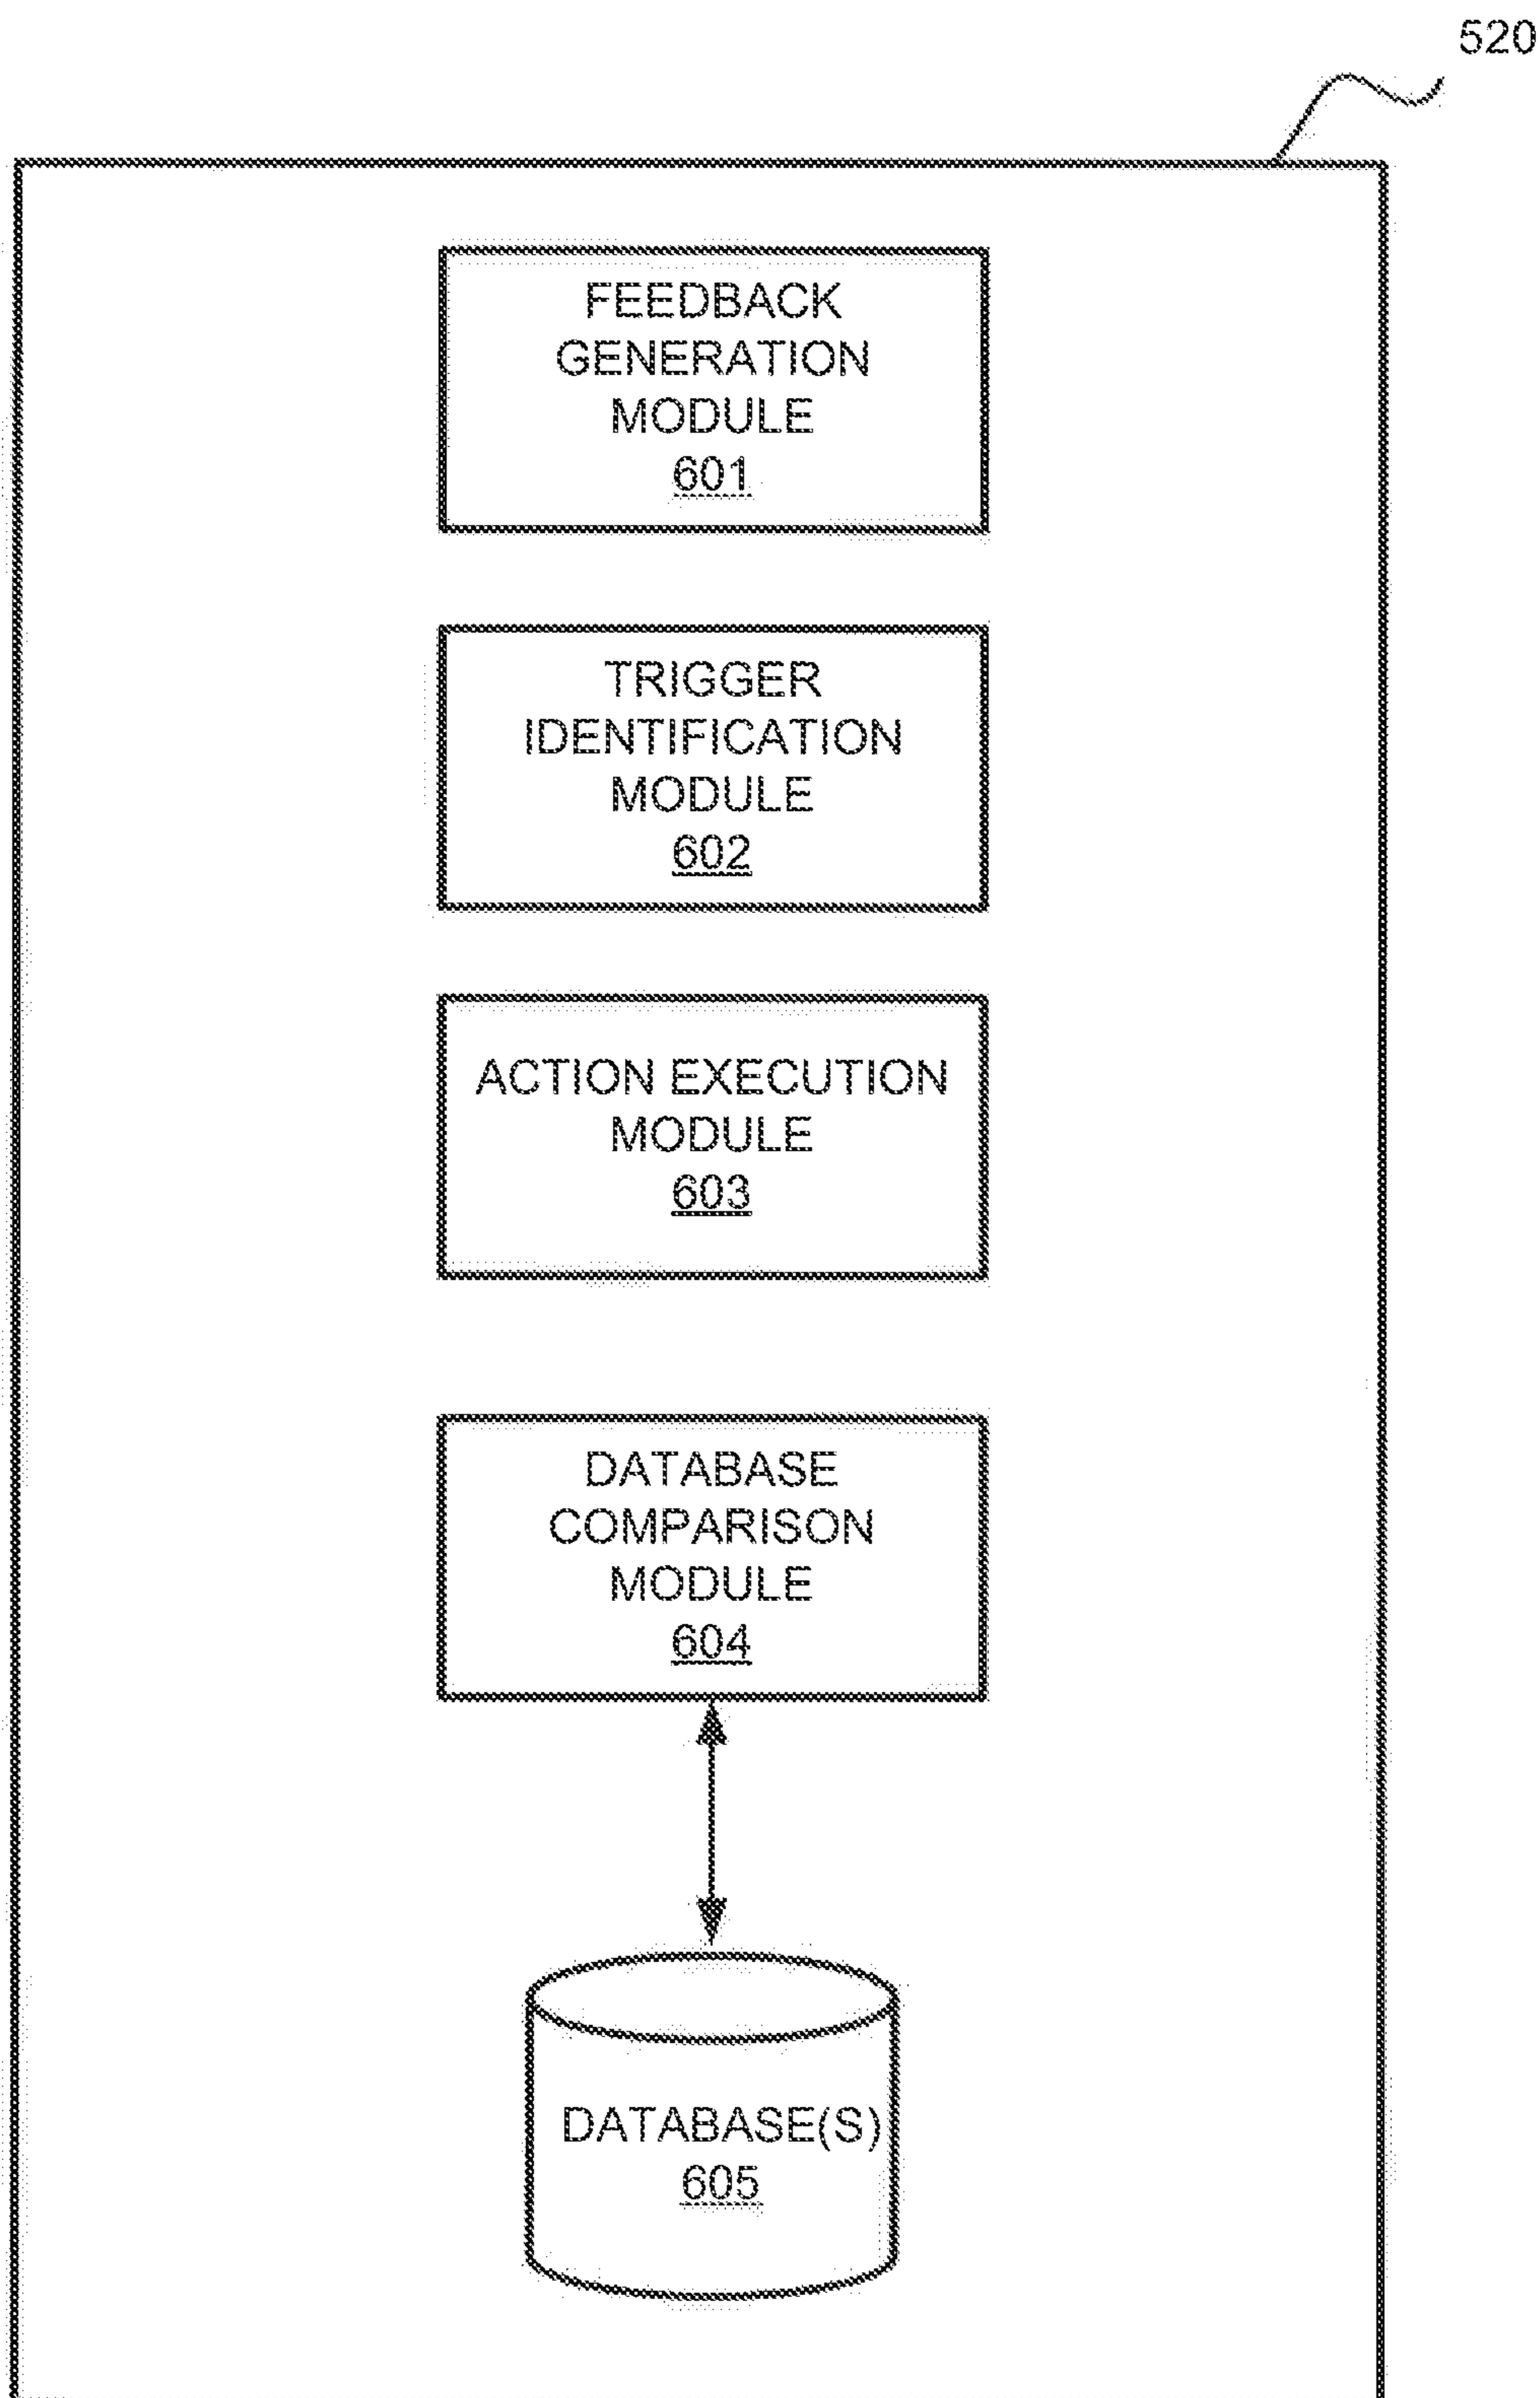 520
FEEDBACK
GENERATION
MODULE
601
TRIGGER
IDENTIFICATION
MODULE
602
ACTION EXECUTION
MODULE
603
DATABASE
COMPARISON
MODULE
604
DATABASE(S)
605